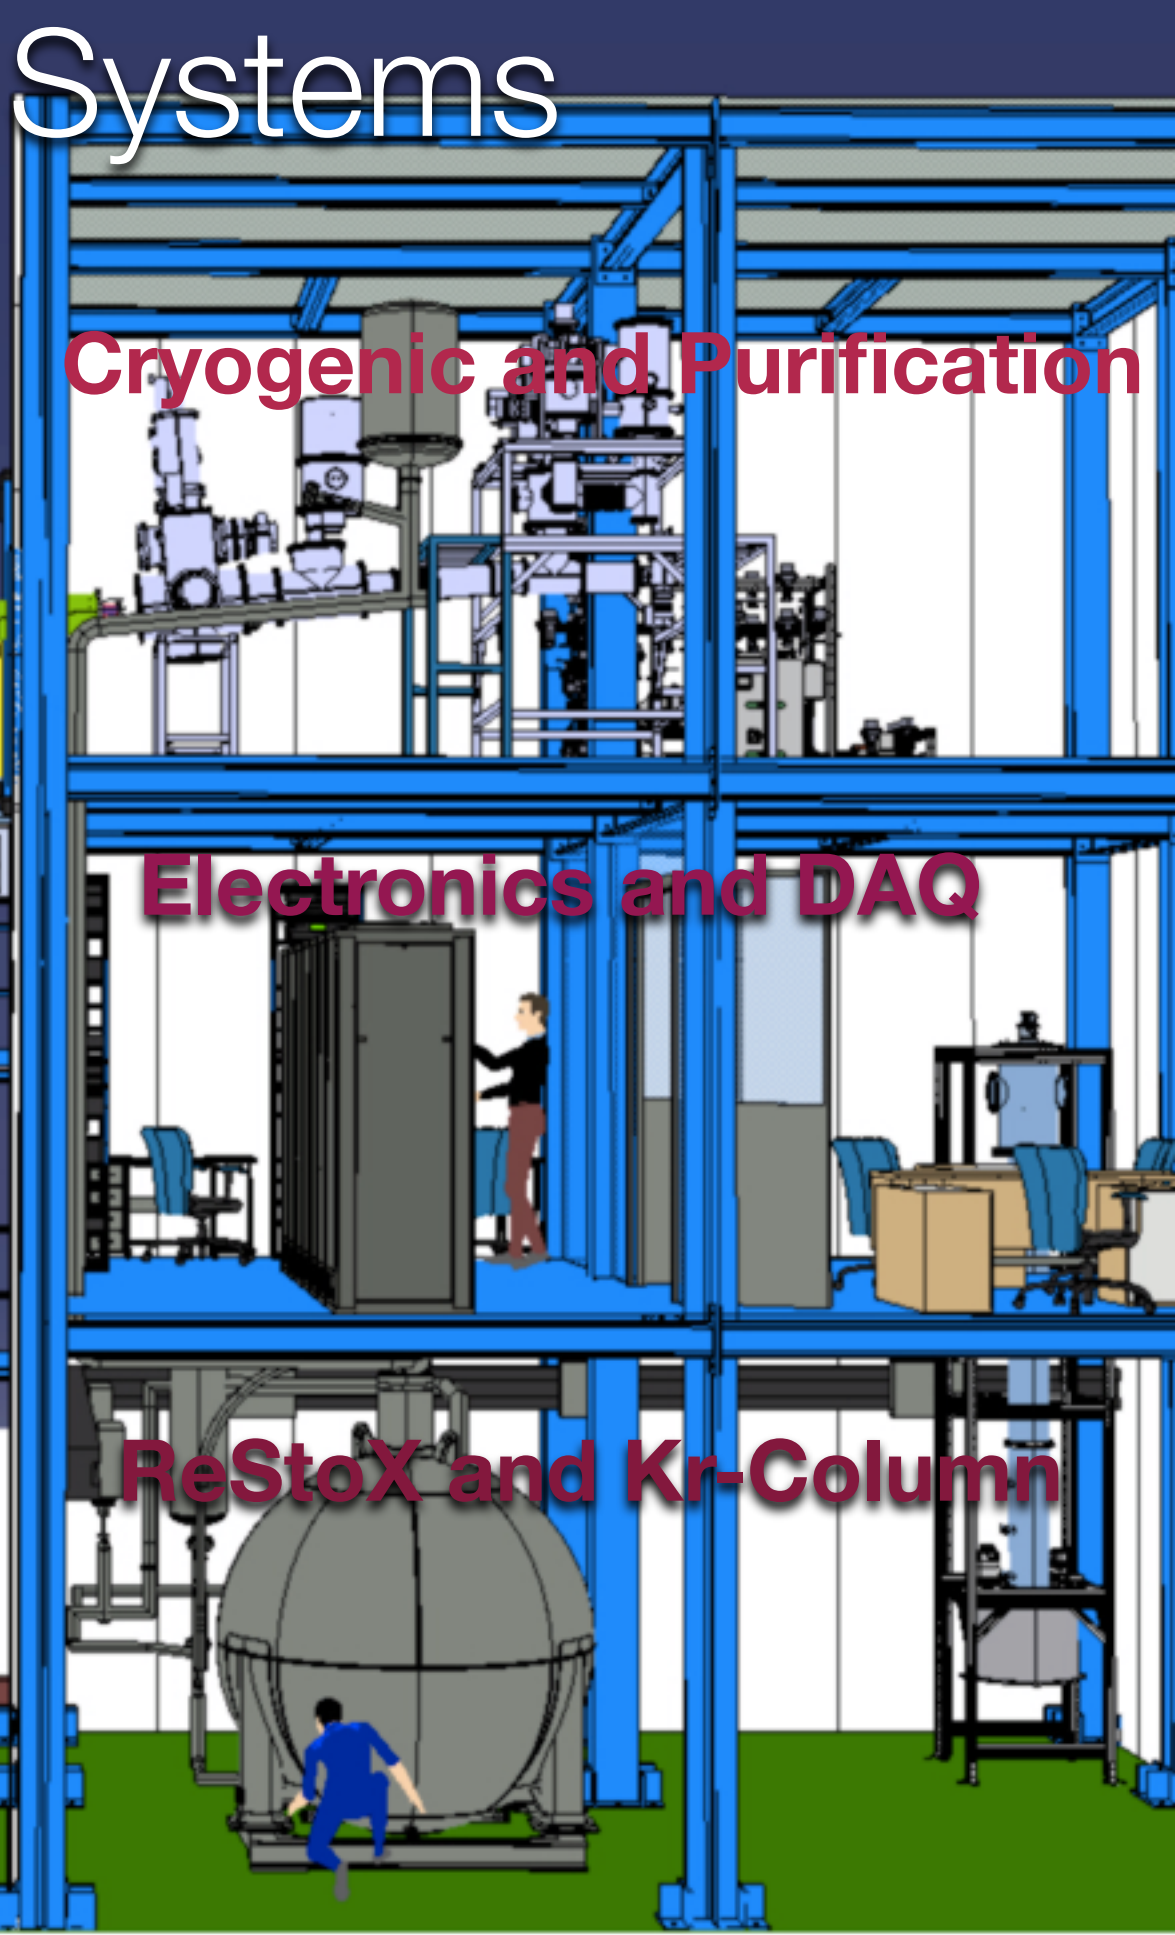 Systems
Cryogenic and Purification
Electronics and DAQ
ReStoX and Kr-Column